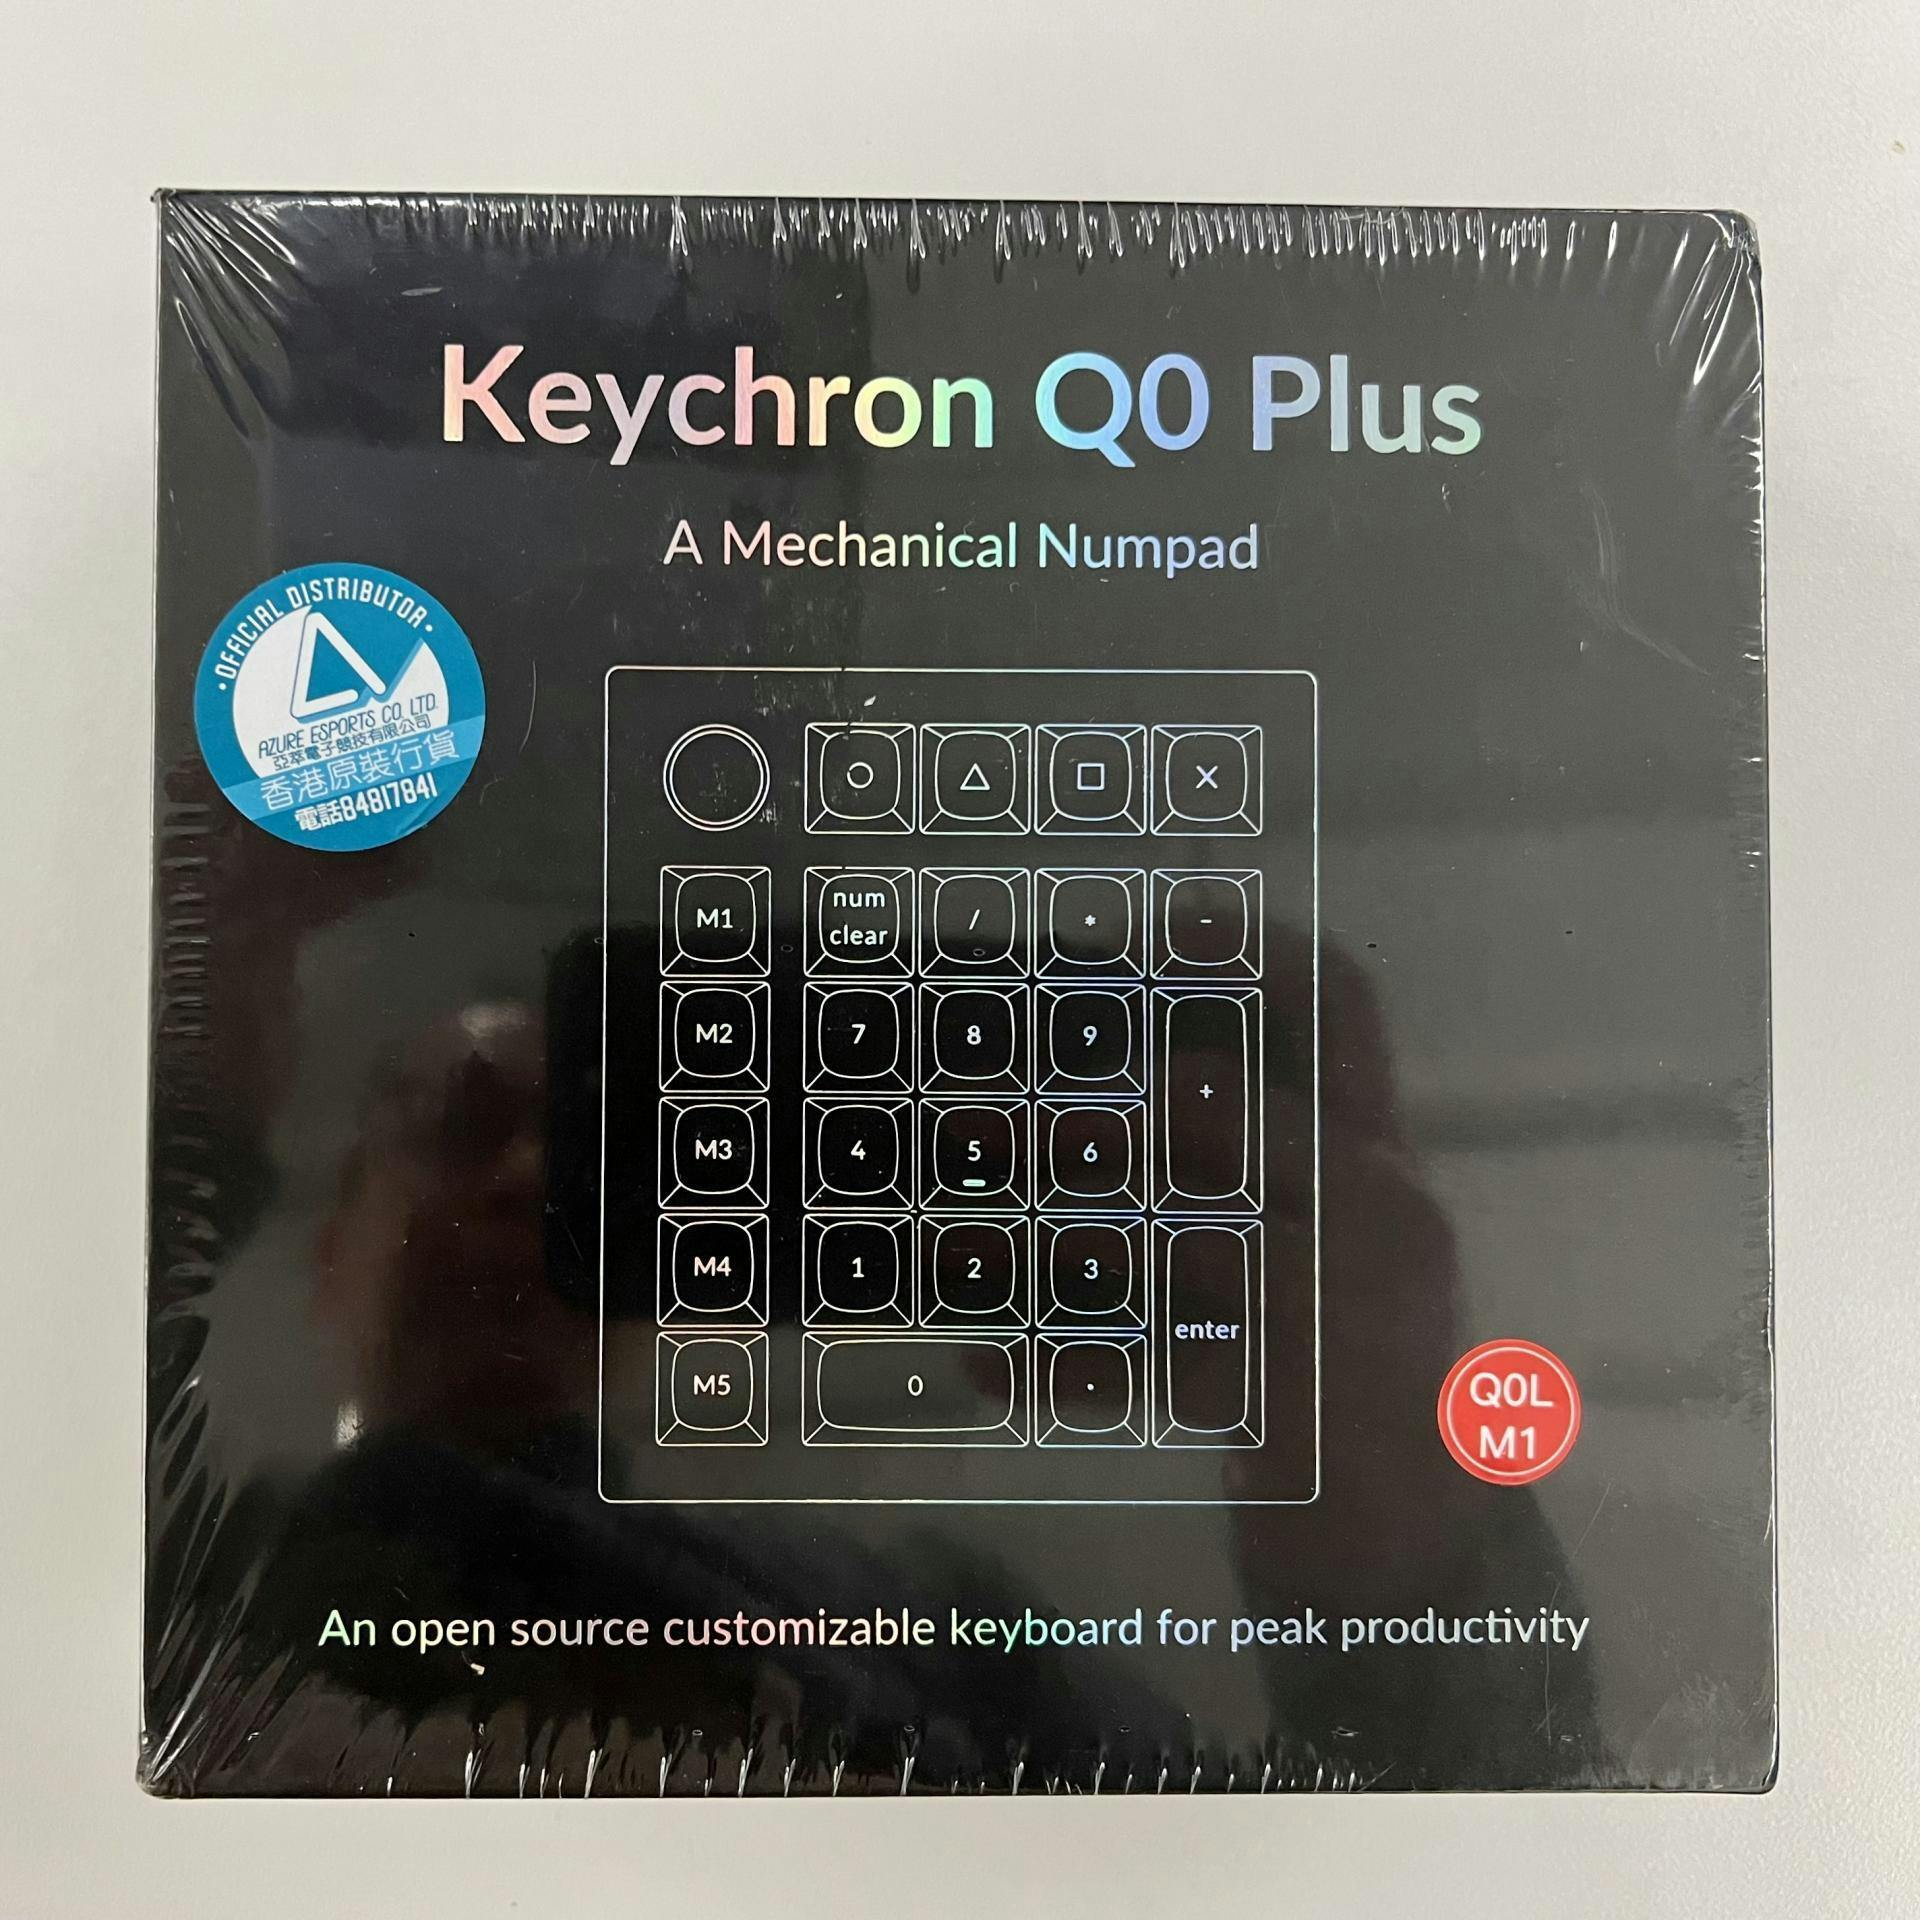 Keychron Q0 Plus
A Mechanical Numpad
• OFFICIAL DISTRIBUTOR •
AZURE ESPORTS CO. LTD.
亞萃電子競技有限公司
香港原裝行貨
電話84817841
○ △ □ ×
M1 num clear / * -
M2 7 8 9 +
M3 4 5 6
M4 1 2 3 enter
M5 0 .
Q0L
M1
An open source customizable keyboard for peak productivity